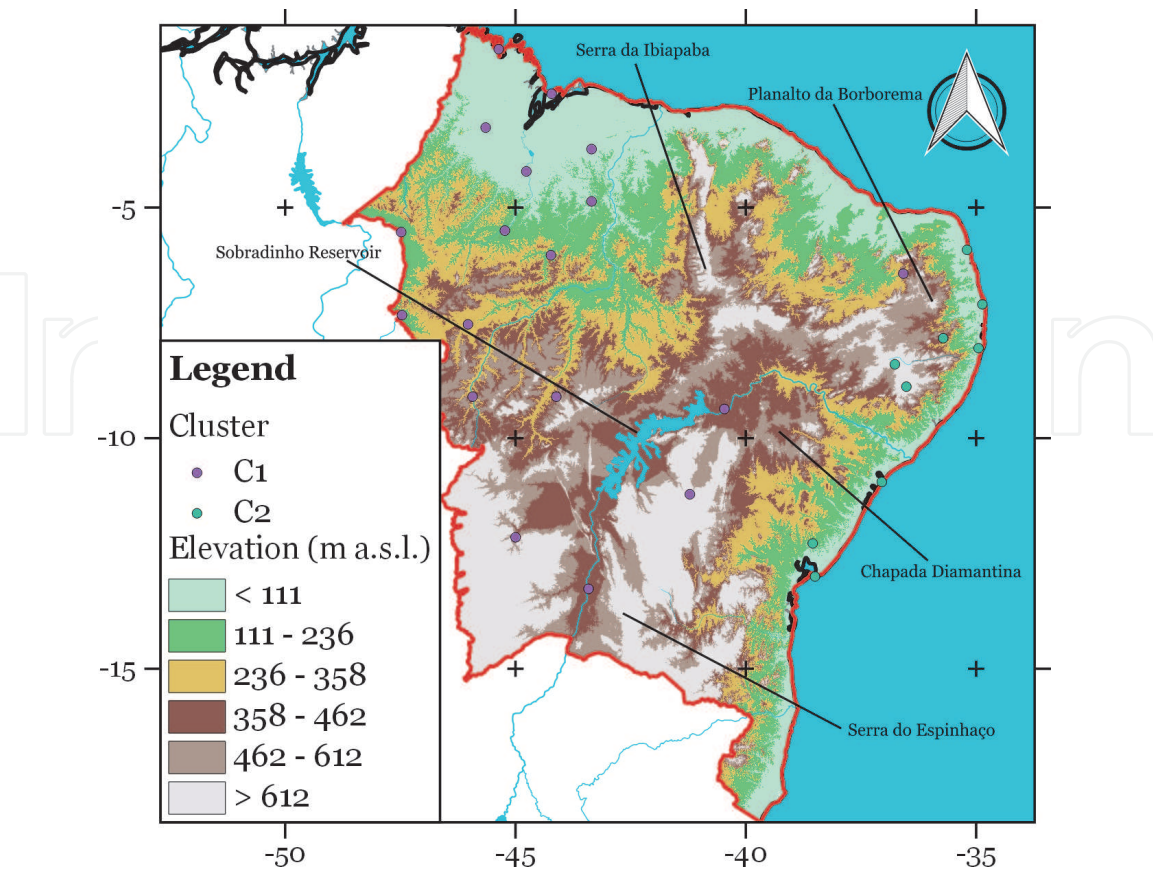 Serra da Ibiapaba
Planalto da Borborema
-5
Sobradinho Reservoir
Legend
Cluster
C1
-10
C2
Elevation (m a.s.l.)
Chapada Diamantina
< 111
111 - 236
-15
236 - 358
358 - 462
Serra do Espinhaço
462 - 612
> 612
-50
-45
-40
-35